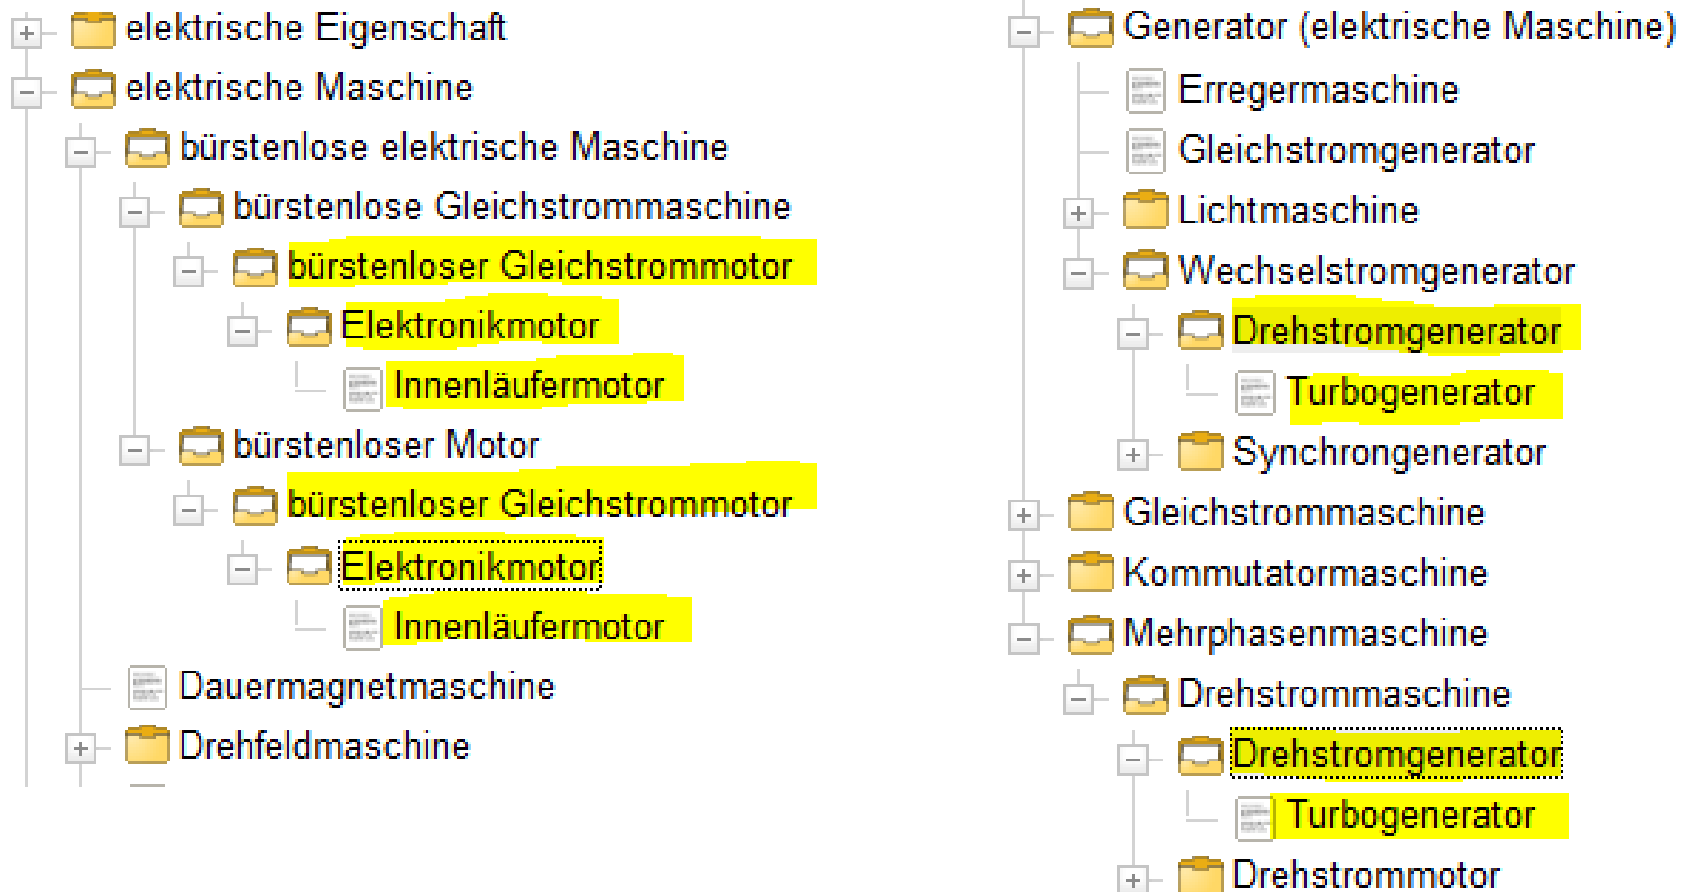 elektrische Eigenschaft
elektrische Maschine
bürstenlose elektrische Maschine
bürstenlose Gleichstrommaschine
bürstenloser Gleichstrommotor
Elektronikmotor
Innenläufermotor
bürstenloser Motor
bürstenloser Gleichstrommotor
Elektronikmotor
Innenläufermotor
Dauermagnetmaschine
Drehfeldmaschine
Generator (elektrische Maschine)
Erregermaschine
Gleichstromgenerator
Lichtmaschine
Wechselstromgenerator
Drehstromgenerator
Turbogenerator
Synchrongenerator
Gleichstrommaschine
Kommutatormaschine
Mehrphasenmaschine
Drehstrommaschine
Drehstromgenerator
Turbogenerator
Drehstrommotor